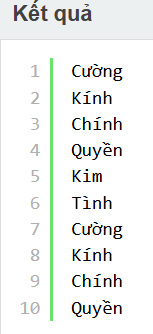 Kết quả
1 Cường
2 Kính
3 Chính
4 Quyền
5 Kim
6 Tình
7 Cường
8 Kính
9 Chính
10 Quyền